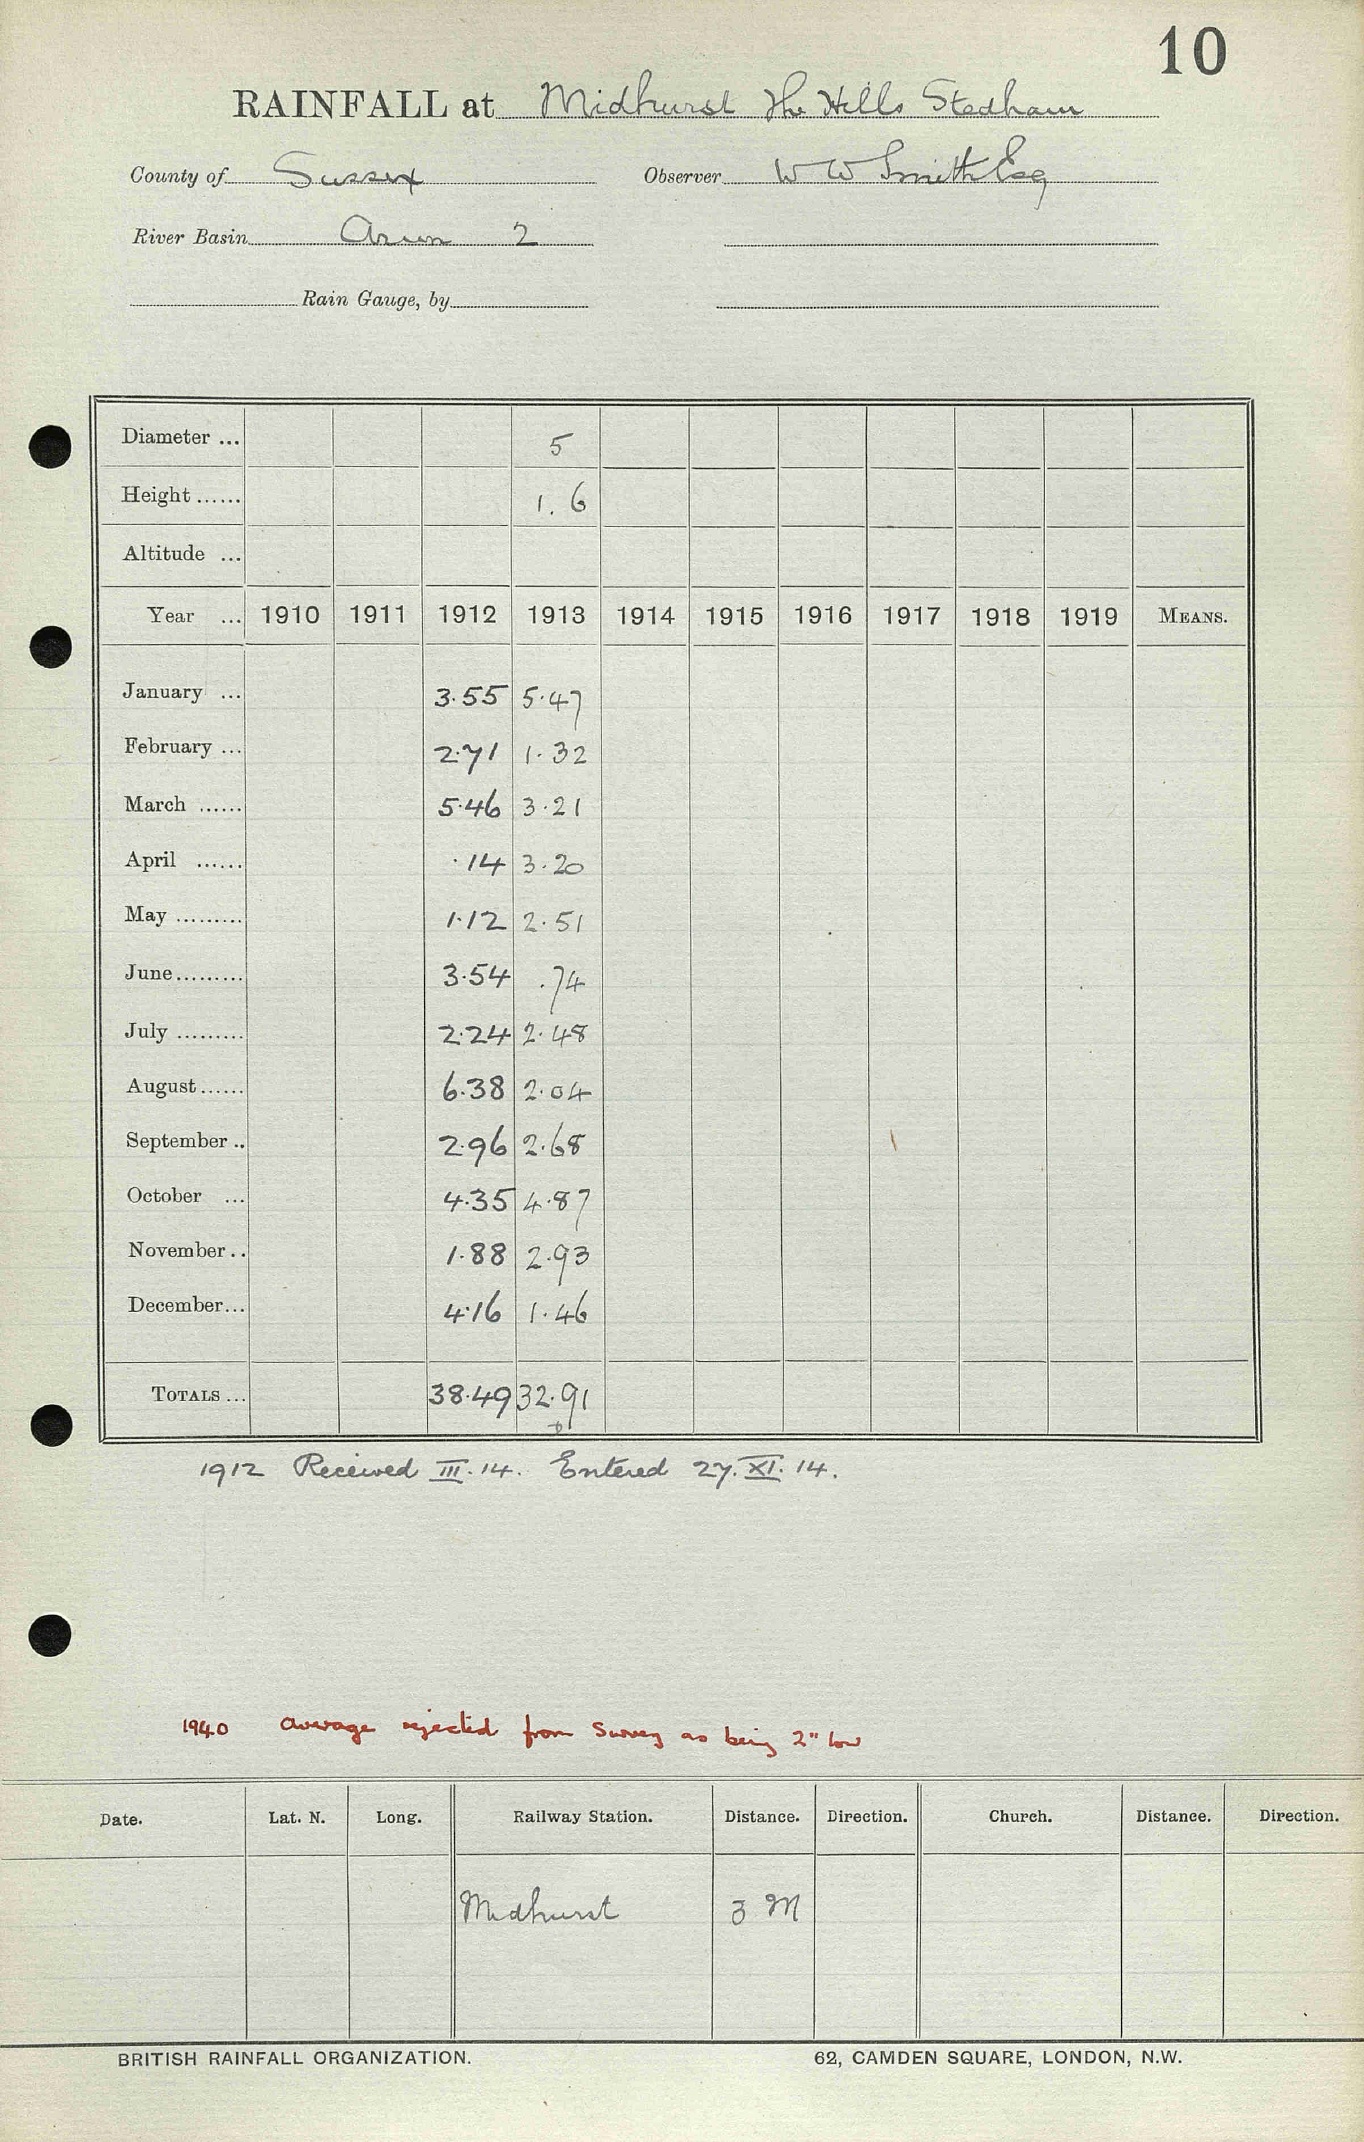 10
RAINFALL at Midhurst The Hills Stedham
County of Sussex Observer W W Smith Esq
River Basin Arun 2
Rain Gauge, by
Diameter ... 5
Height ...... 1. 6
Altitude ...
Year ... 1910 1911 1912 1913 1914 1915 1916 1917 1918 1919 MEANS.
January ... 3.55 5.47
February ... 2.71 1.32
March ...... 5.46 3.21
April ...... .14 3.20
May ......... 1.12 2.51
June......... 3.54 .74
July ......... 2.24 2.48
August...... 6.38 2.04
September .. 2.96 2.68
October ... 4.35 4.87
November.. 1.88 2.93
December... 4.16 1.46
TOTALS ... 38.49 32.91
1912 Received III.14. Entered 27.XI.14.
1940 average rejected from Survey as being 2" low
Date. Lat. N. Long. Railway Station. Distance. Direction. Church. Distance. Direction.
Midhurst 3 M
BRITISH RAINFALL ORGANIZATION. 62, CAMDEN SQUARE, LONDON, N.W.